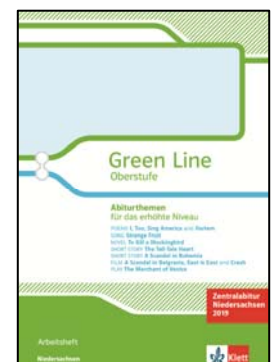 Green Line
Oberstufe
Abiturthemen
für das erhöhte Niveau
POEMS I, Too, Sing America und Harlem
SONG Strange Fruit
NOVEL To Kill a Mockingbird
SHORT STORY The Tell-Tale Heart
SHORT STORY A Scandal in Bohemia
FILM A Scandal in Belgravia, East is East und Crash
PLAY The Merchant of Venice
Zentralabitur
Niedersachsen
2019
Arbeitsheft
Niedersachsen
Klett